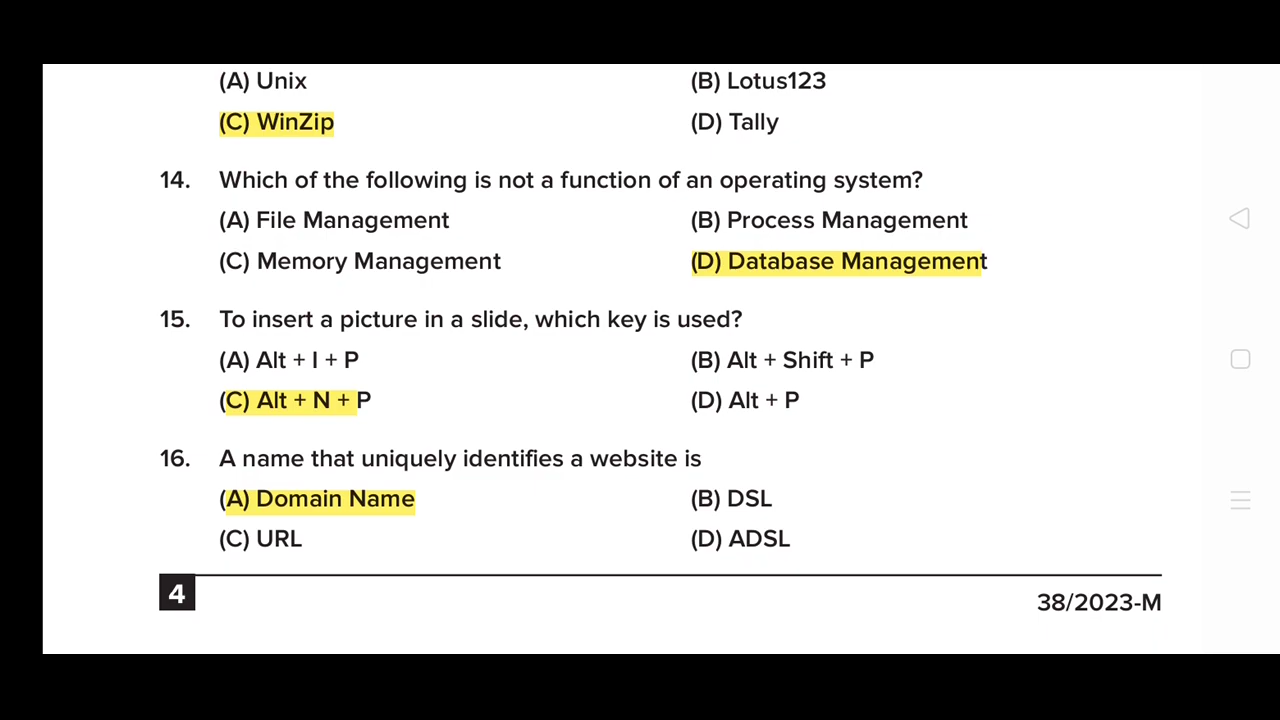 (A) Unix (B) Lotus123
(C) WinZip (D) Tally
14. Which of the following is not a function of an operating system?
(A) File Management (B) Process Management
(C) Memory Management (D) Database Management
15. To insert a picture in a slide, which key is used?
(A) Alt + I + P (B) Alt + Shift + P
(C) Alt + N + P (D) Alt + P
16. A name that uniquely identifies a website is
(A) Domain Name (B) DSL
(C) URL (D) ADSL
4
38/2023-M